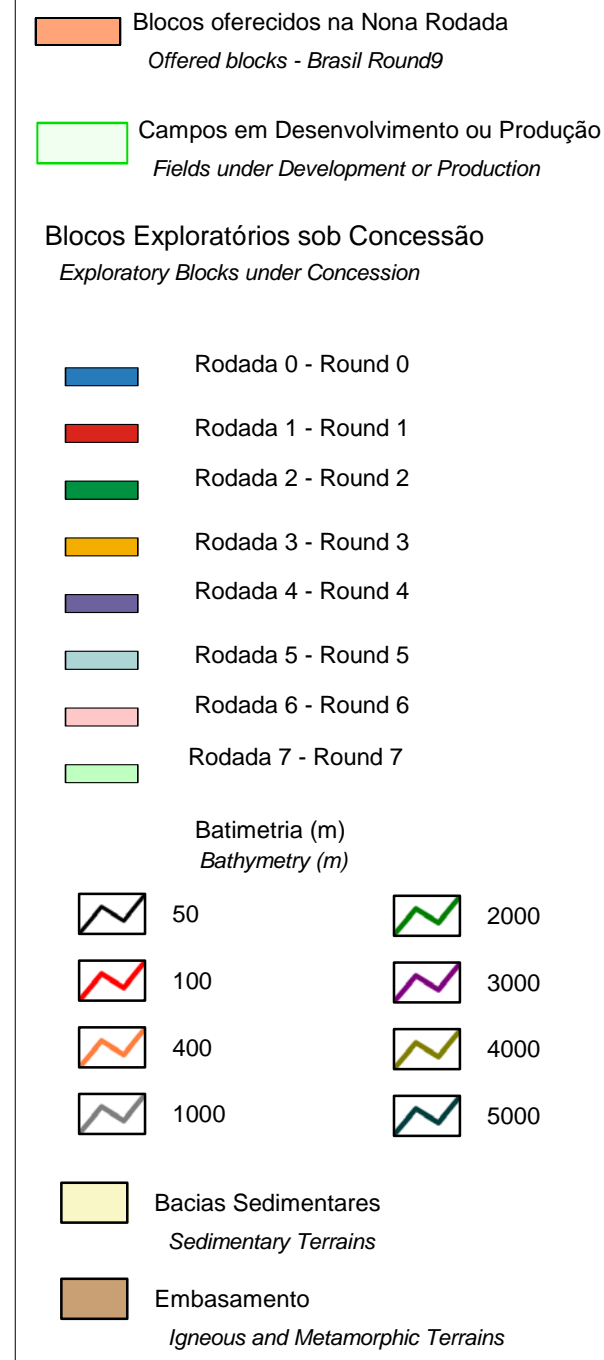 Blocos oferecidos na Nona Rodada
Offered blocks - Brasil Round9
Campos em Desenvolvimento ou Produção
Fields under Development or Production
Blocos Exploratórios sob Concessão
Exploratory Blocks under Concession
Rodada 0 - Round 0
Rodada 1 - Round 1
Rodada 2 - Round 2
Rodada 3 - Round 3
Rodada 4 - Round 4
Rodada 5 - Round 5
Rodada 6 - Round 6
Rodada 7 - Round 7
Batimetria (m)
Bathymetry (m)
50 2000
100 3000
400 4000
1000 5000
Bacias Sedimentares
Sedimentary Terrains
Embasamento
Igneous and Metamorphic Terrains